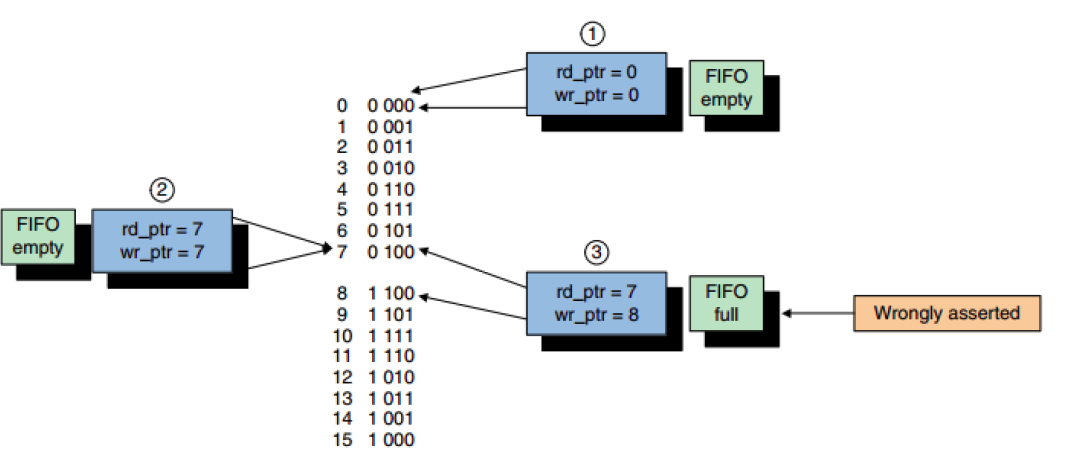 ①
rd_ptr = 0
wr_ptr = 0
FIFO
empty
0 0 000
1 0 001
2 0 011
3 0 010
4 0 110
5 0 111
6 0 101
7 0 100
②
FIFO
empty
rd_ptr = 7
wr_ptr = 7
③
rd_ptr = 7
wr_ptr = 8
FIFO
full
Wrongly asserted
8 1 100
9 1 101
10 1 111
11 1 110
12 1 010
13 1 011
14 1 001
15 1 000